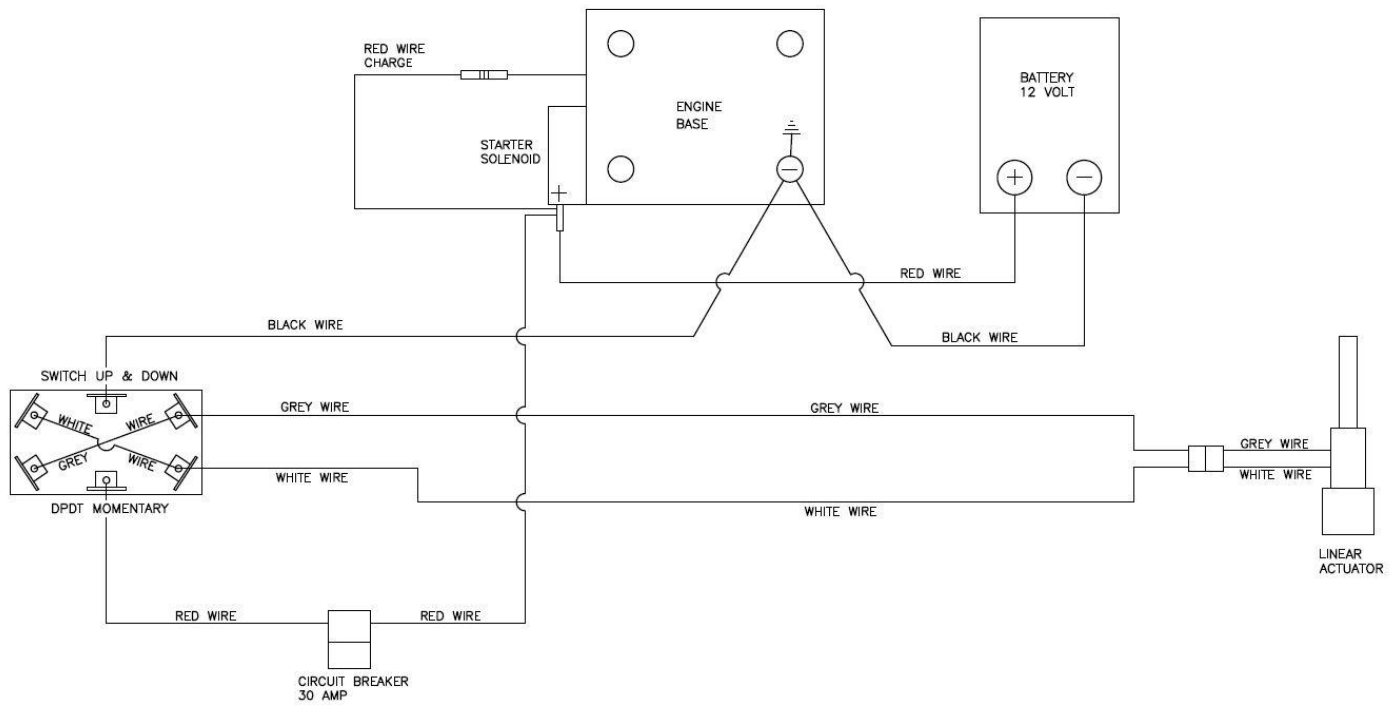 RED WIRE
CHARGE
ENGINE
BASE
BATTERY
12 VOLT
STARTER
SOLENOID
+
−
+
−
RED WIRE
BLACK WIRE
BLACK WIRE
SWITCH UP & DOWN
WHITE WIRE
GREY WIRE
GREY WIRE
GREY WIRE
WHITE WIRE
GREY WIRE
WHITE WIRE
WHITE WIRE
DPDT MOMENTARY
LINEAR
ACTUATOR
RED WIRE
RED WIRE
CIRCUIT BREAKER
30 AMP